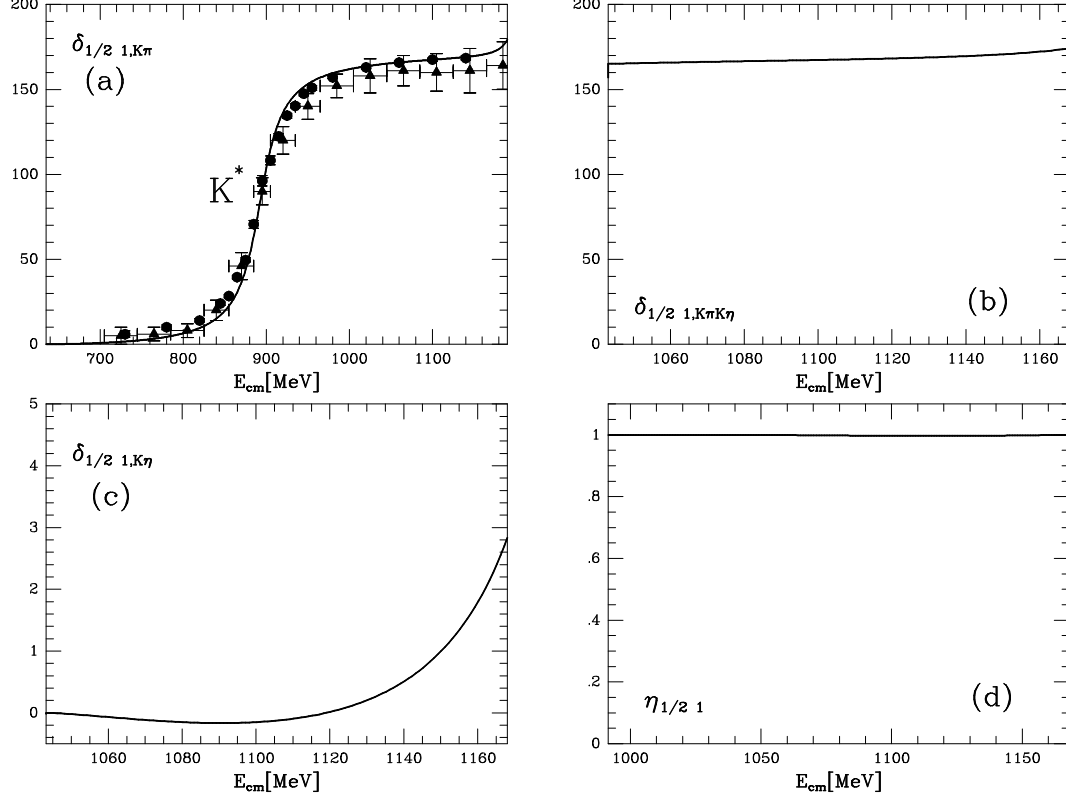 200
150
100
50
0
δ1/2 1,Kπ
(a)
K*
700 800 900 1000 1100
Ecm[MeV]
200
150
100
50
0
δ1/2 1,KπKη
(b)
1060 1080 1100 1120 1140 1160
Ecm[MeV]
5
4
3
2
1
0
δ1/2 1,Kη
(c)
1060 1080 1100 1120 1140 1160
Ecm[MeV]
1
.8
.6
.4
.2
0
η1/2 1
(d)
1000 1050 1100 1150
Ecm[MeV]